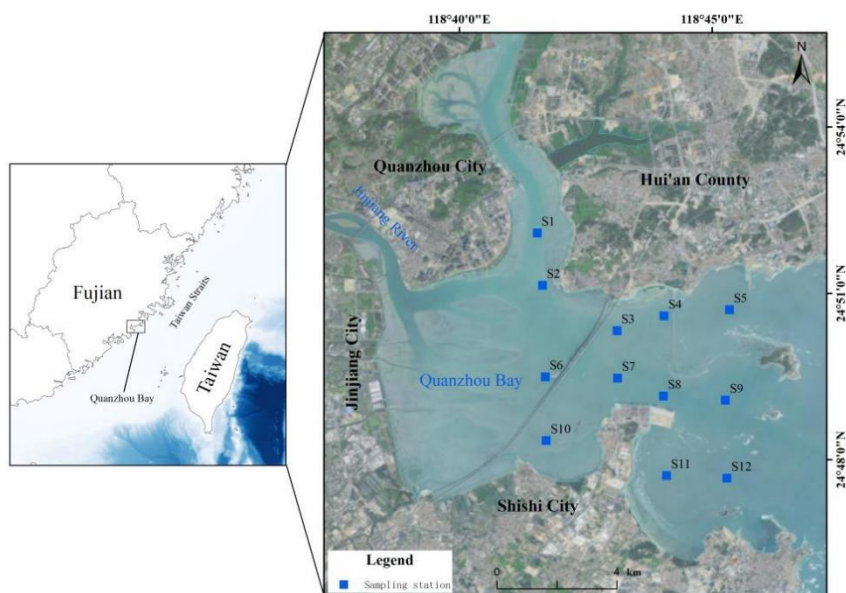 118°40'0"E
118°45'0"E
N
24°54'0"N
Quanzhou City
Hui'an County
Jinjiang River
S1
S2
24°51'0"N
S5
S4
S3
Fujian
Taiwan Straits
Taiwan
Quanzhou Bay
Jinjiang City
Quanzhou Bay
S6
S7
S8
S9
S10
24°48'0"N
S11
S12
Shishi City
Legend
Sampling station
0
4
km